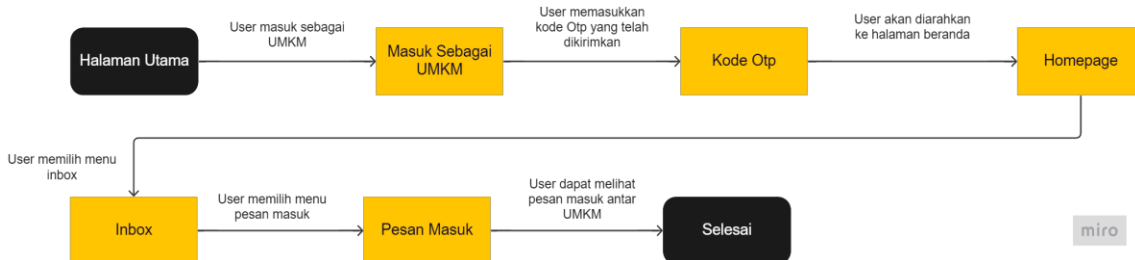 User masuk sebagai
UMKM
User memasukkan
kode Otp yang telah
dikirimkan
User akan diarahkan
ke halaman beranda
Halaman Utama
Masuk Sebagai
UMKM
Kode Otp
Homepage
User memilih menu
inbox
User memilih menu
pesan masuk
User dapat melihat
pesan masuk antar
UMKM
Inbox
Pesan Masuk
Selesai
miro